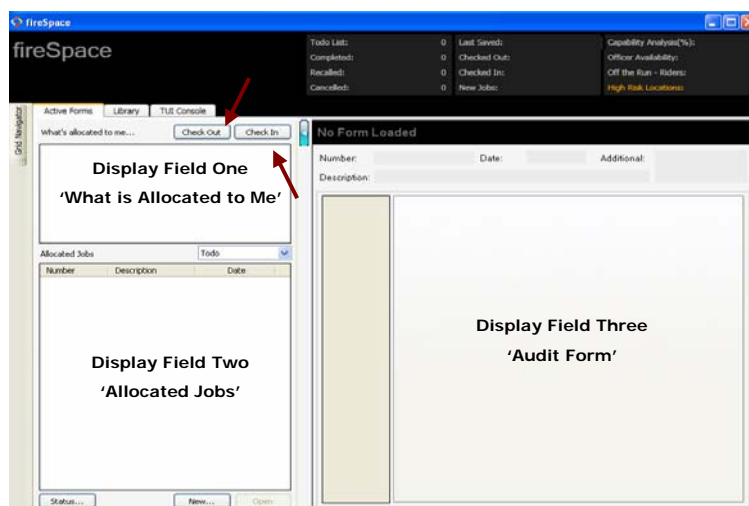 fireSpace
fireSpace
Todo List: 0 Last Saved: Capability Analysis(%):
Completed: 0 Checked Out: Officer Availability:
Recalled: 0 Checked In: Off the Run - Riders:
Cancelled: 0 New Jobs: High Risk Locations:
Grid Navigator
Active Forms Library TUI Console
What's allocated to me... Check Out Check In
No Form Loaded
Number: Date: Additional:
Description:
Display Field One
‘What is Allocated to Me’
Allocated Jobs Todo
Number Description Date
Display Field Two
‘Allocated Jobs’
Display Field Three
‘Audit Form’
Status... New... Open